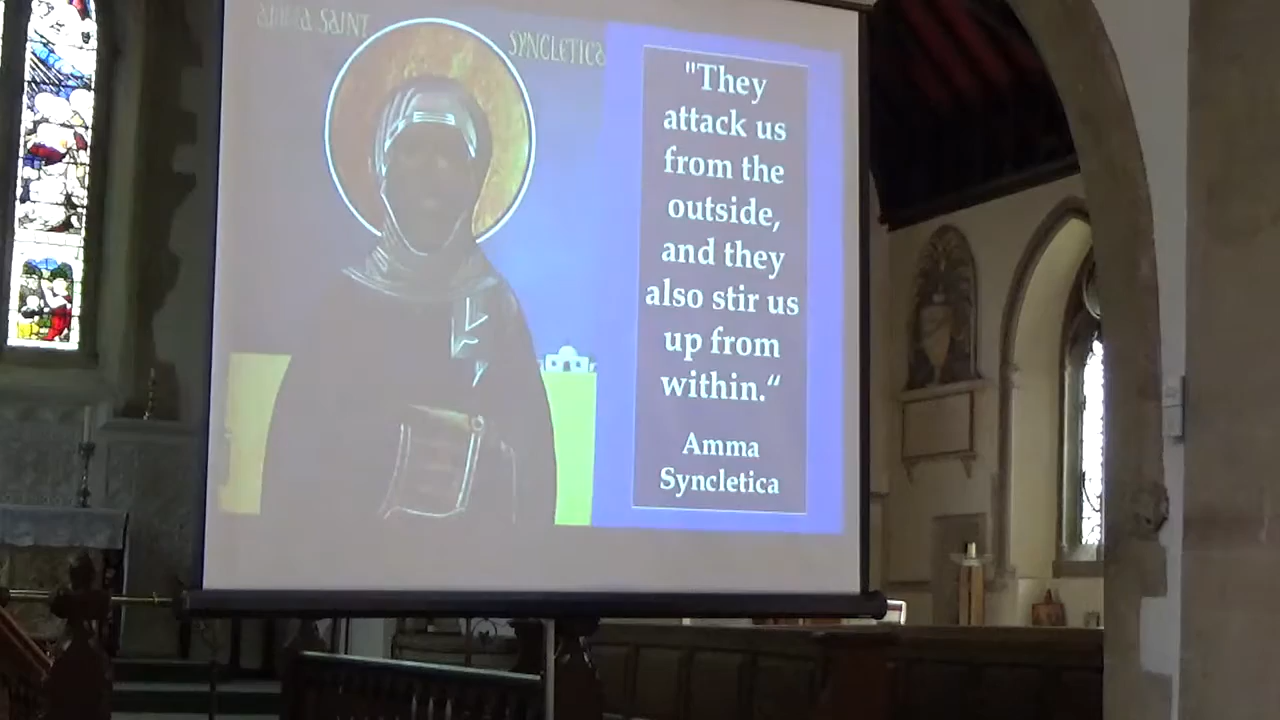 AMMA SAINT
SYNCLETICA
"They
attack us
from the
outside,
and they
also stir us
up from
within.“
Amma
Syncletica